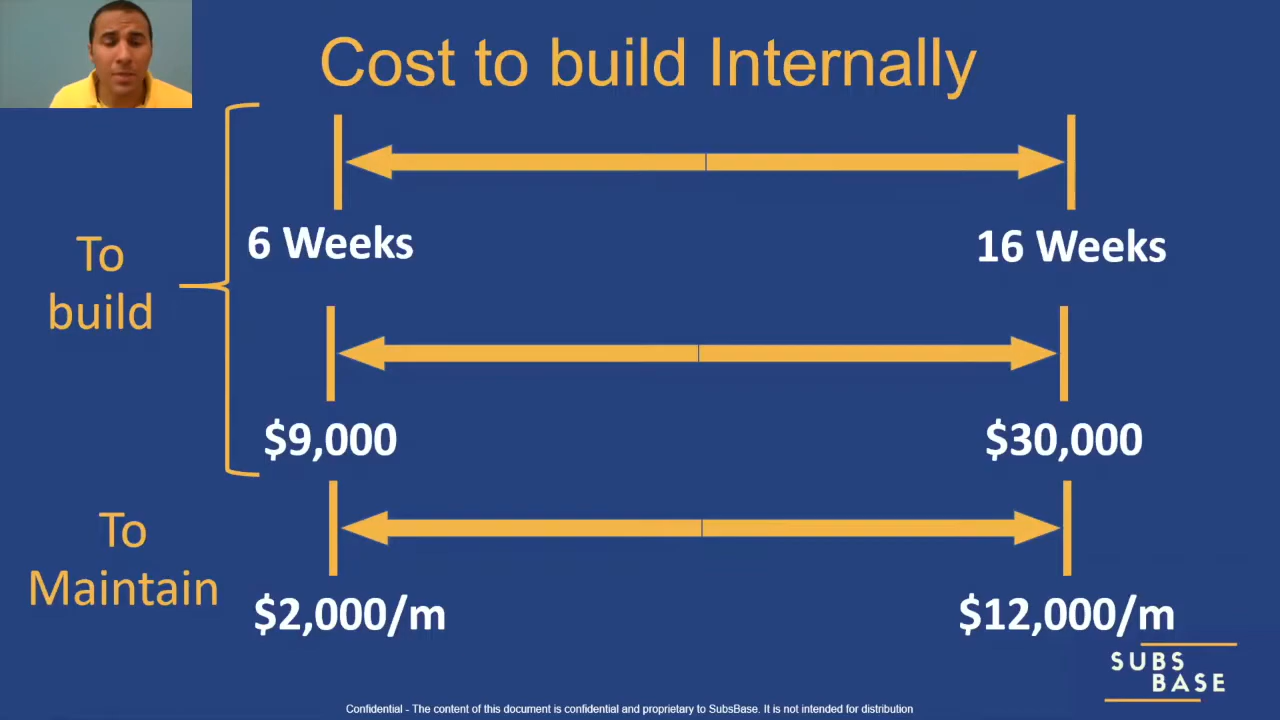 Cost to build Internally
6 Weeks
16 Weeks
To
build
$9,000
$30,000
To
Maintain
$2,000/m
$12,000/m
SUBS
BASE
Confidential - The content of this document is confidential and proprietary to SubsBase. It is not intended for distribution